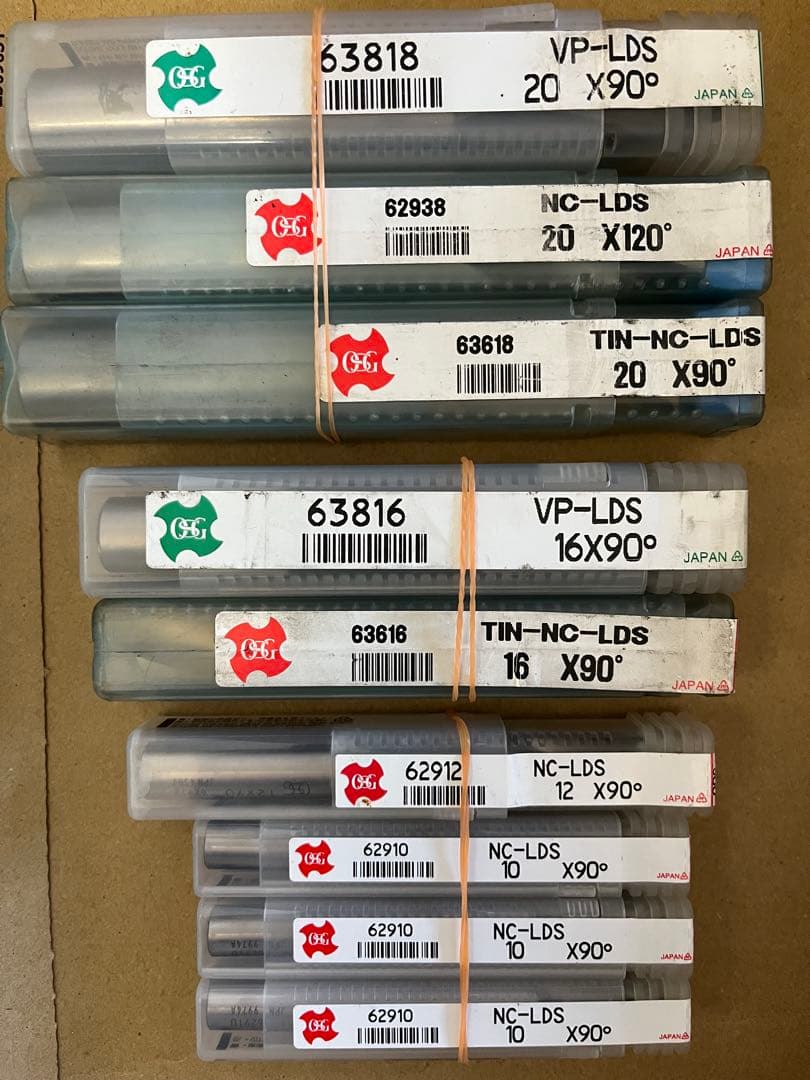 OSG 63818 VP-LDS
20 X90°
JAPAN
OSG 62938 NC-LDS
20 X120°
JAPAN
OSG 63618 TIN-NC-LDS
20 X90°
OSG 63816 VP-LDS
16X90°
JAPAN
OSG 63616 TIN-NC-LDS
16 X90°
JAPAN
OSG 62912 NC-LDS
12 X90°
JAPAN
OSG 62910 NC-LDS
10 X90°
JAPAN
OSG 62910 NC-LDS
10 X90°
JAPAN
OSG 62910 NC-LDS
10 X90°
JAPAN